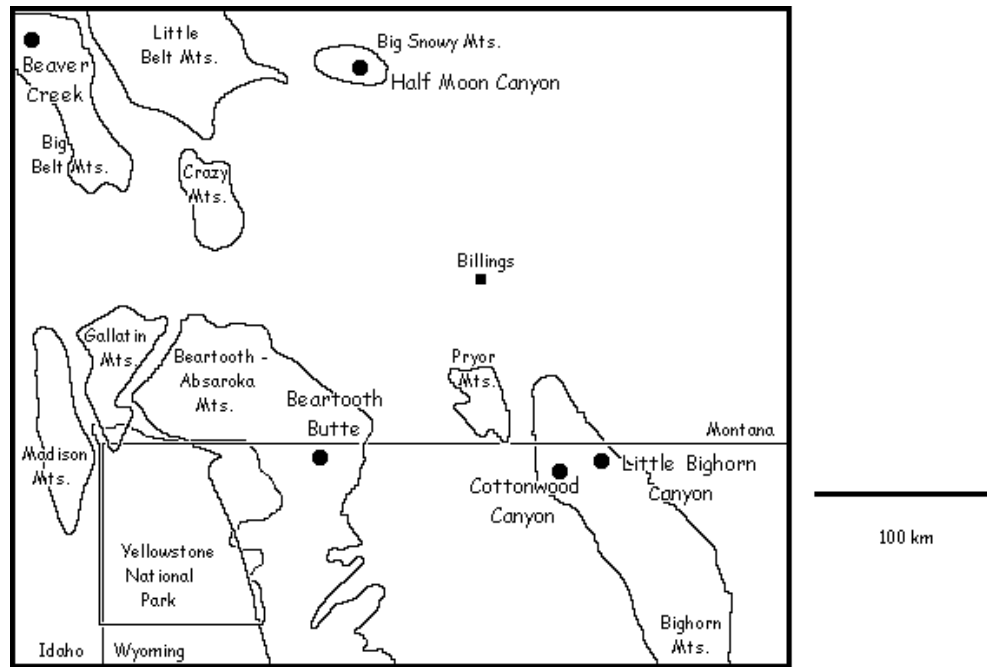 Little
Belt Mts.
Big Snowy Mts.
Beaver
Creek
Half Moon Canyon
Big
Belt Mts.
Crazy
Mts.
Billings
Gallatin
Mts.
Beartooth -
Absaroka
Mts.
Pryor
Mts.
Beartooth
Butte
Montana
Madison
Mts.
Cottonwood
Canyon
Little Bighorn
Canyon
100 km
Yellowstone
National
Park
Bighorn
Mts.
Idaho
Wyoming